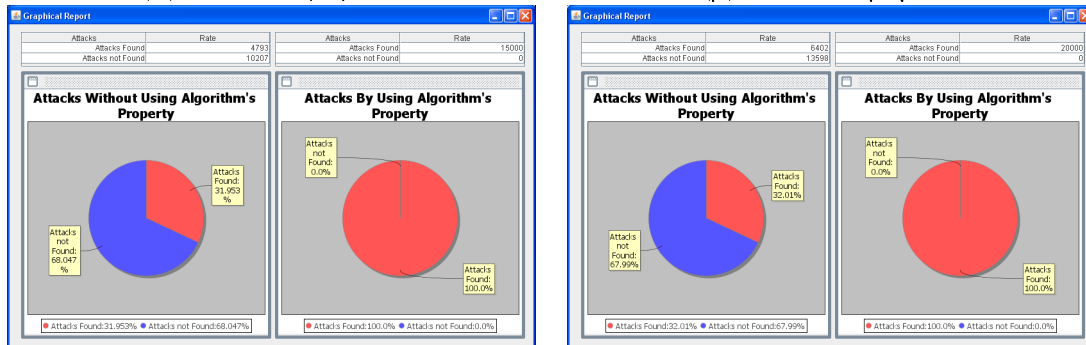 Graphical Report
Attacks Rate
Attacks Found 4793
Attacks not Found 10207
Attacks Rate
Attacks Found 15000
Attacks not Found 0
Attacks Without Using Algorithm's
Property
Attacks
Found:
31.953
%
Attacks
not
Found:
68.047
%
Attacks Found:31.953% Attacks not Found:68.047%
Attacks By Using Algorithm's
Property
Attacks
not
Found:
0.0%
Attacks
Found:
100.0%
Attacks Found:100.0% Attacks not Found:0.0%
Graphical Report
Attacks Rate
Attacks Found 6402
Attacks not Found 13598
Attacks Rate
Attacks Found 20000
Attacks not Found 0
Attacks Without Using Algorithm's
Property
Attacks
Found:
32.01%
Attacks
not
Found:
67.99%
Attacks Found:32.01% Attacks not Found:67.99%
Attacks By Using Algorithm's
Property
Attacks
not
Found:
0.0%
Attacks
Found:
100.0%
Attacks Found:100.0% Attacks not Found:0.0%